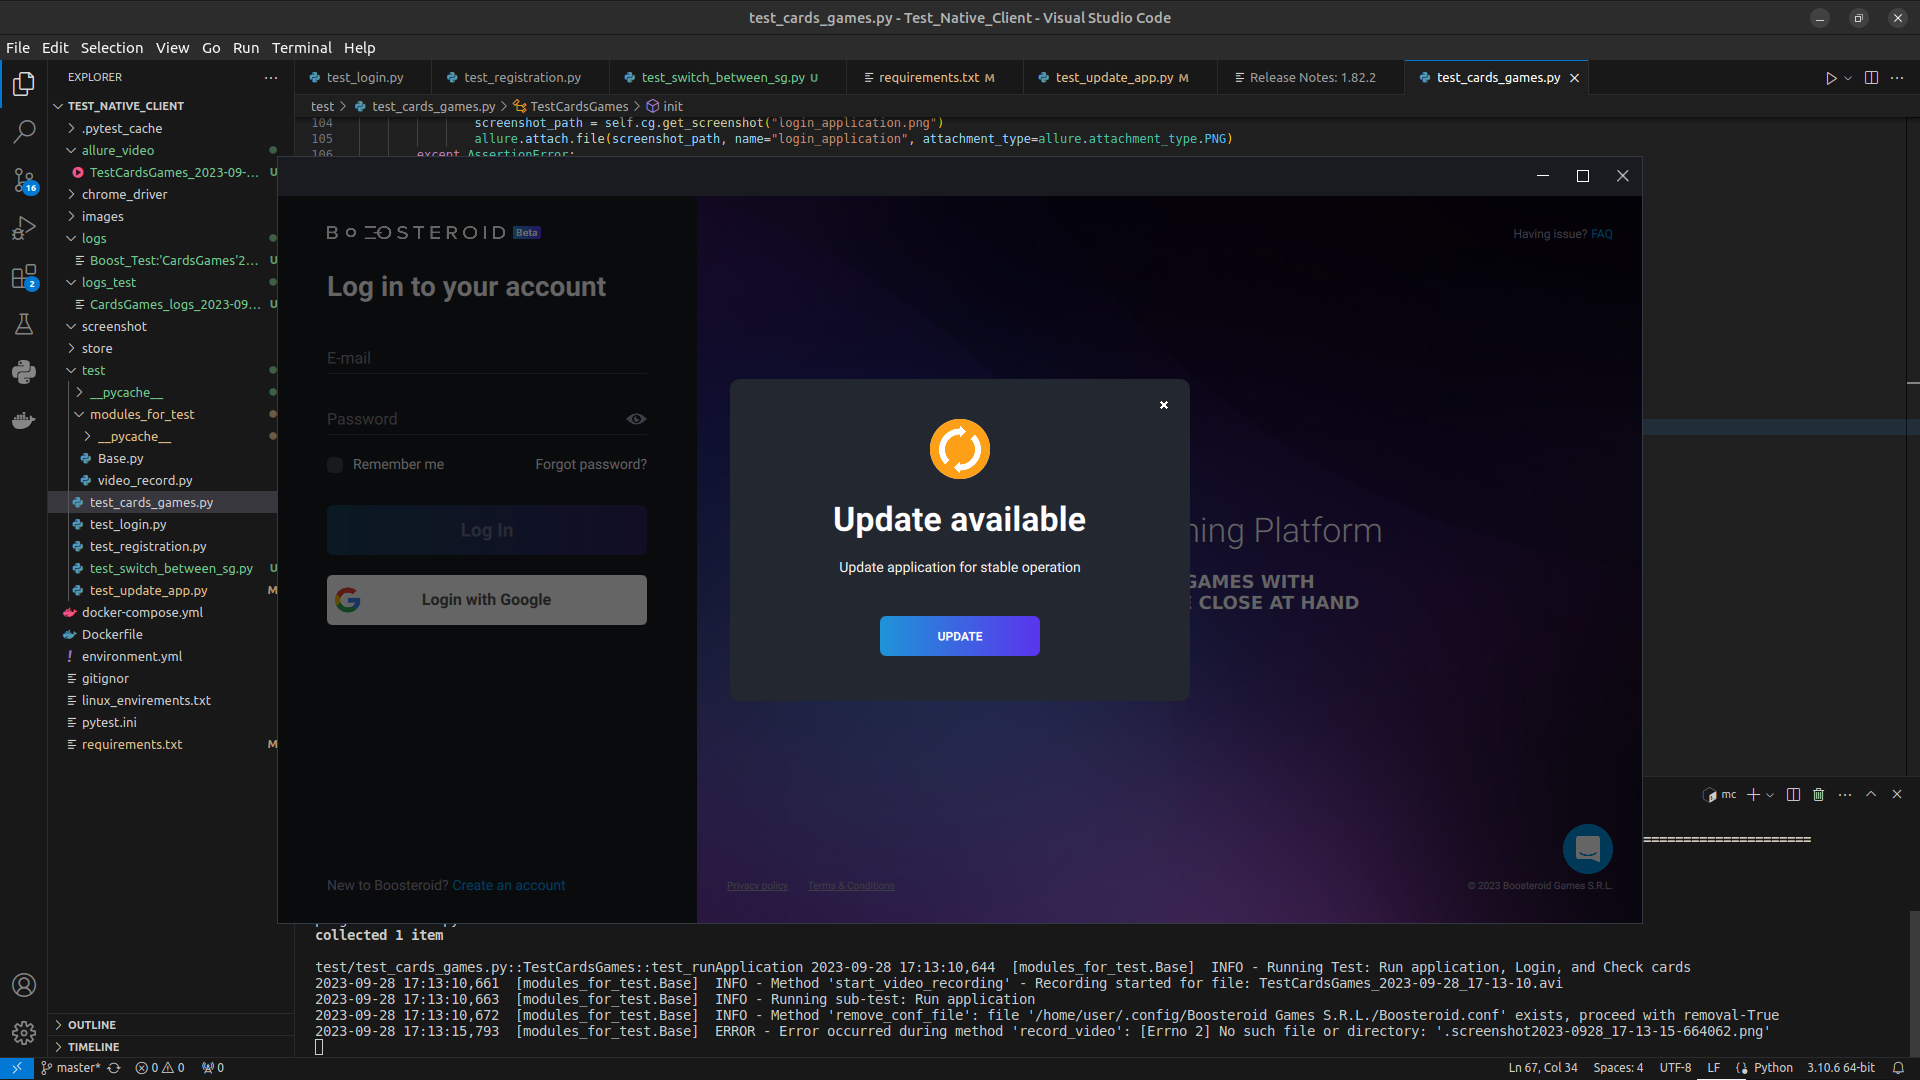 test_cards_games.py - Test_Native_Client - Visual Studio Code
File Edit Selection View Go Run Terminal Help
EXPLORER
test_login.py
test_registration.py
test_switch_between_sg.py U
requirements.txt M
test_update_app.py M
Release Notes: 1.82.2
test_cards_games.py
TEST_NATIVE_CLIENT
test > test_cards_games.py > TestCardsGames > init
104 screenshot_path = self.cg.get_screenshot("login_application.png")
105 allure.attach.file(screenshot_path, name="login_application", attachment_type=allure.attachment_type.PNG)
106 except AssertionError:
.pytest_cache
allure_video
TestCardsGames_2023-09-... U
chrome_driver
images
logs
Boost_Test:'CardsGames'2... U
logs_test
CardsGames_logs_2023-09... U
screenshot
store
test
__pycache__
modules_for_test
__pycache__
Base.py
video_record.py
test_cards_games.py
test_login.py
test_registration.py
test_switch_between_sg.py U
test_update_app.py M
docker-compose.yml
Dockerfile
environment.yml
gitignor
linux_envirements.txt
pytest.ini
requirements.txt M
OUTLINE
TIMELINE
16
2
BOOSTEROID Beta
Having issue? FAQ
Log in to your account
E-mail
Password
Remember me Forgot password?
Log In
Login with Google
New to Boosteroid? Create an account
Update available
Update application for stable operation
UPDATE
ning Platform
GAMES WITH
CLOSE AT HAND
Privacy policy Terms & Conditions
© 2023 Boosteroid Games S.R.L.
mc
=====================
collected 1 item
test/test_cards_games.py::TestCardsGames::test_runApplication 2023-09-28 17:13:10,644 [modules_for_test.Base] INFO - Running Test: Run application, Login, and Check cards
2023-09-28 17:13:10,661 [modules_for_test.Base] INFO - Method 'start_video_recording' - Recording started for file: TestCardsGames_2023-09-28_17-13-10.avi
2023-09-28 17:13:10,663 [modules_for_test.Base] INFO - Running sub-test: Run application
2023-09-28 17:13:10,672 [modules_for_test.Base] INFO - Method 'remove_conf_file': file '/home/user/.config/Boosteroid Games S.R.L./Boosteroid.conf' exists, proceed with removal-True
2023-09-28 17:13:15,793 [modules_for_test.Base] ERROR - Error occurred during method 'record_video': [Errno 2] No such file or directory: '.screenshot2023-0928_17-13-15-664062.png'
master* 0 0 0 Ln 67, Col 34 Spaces: 4 UTF-8 LF Python 3.10.6 64-bit